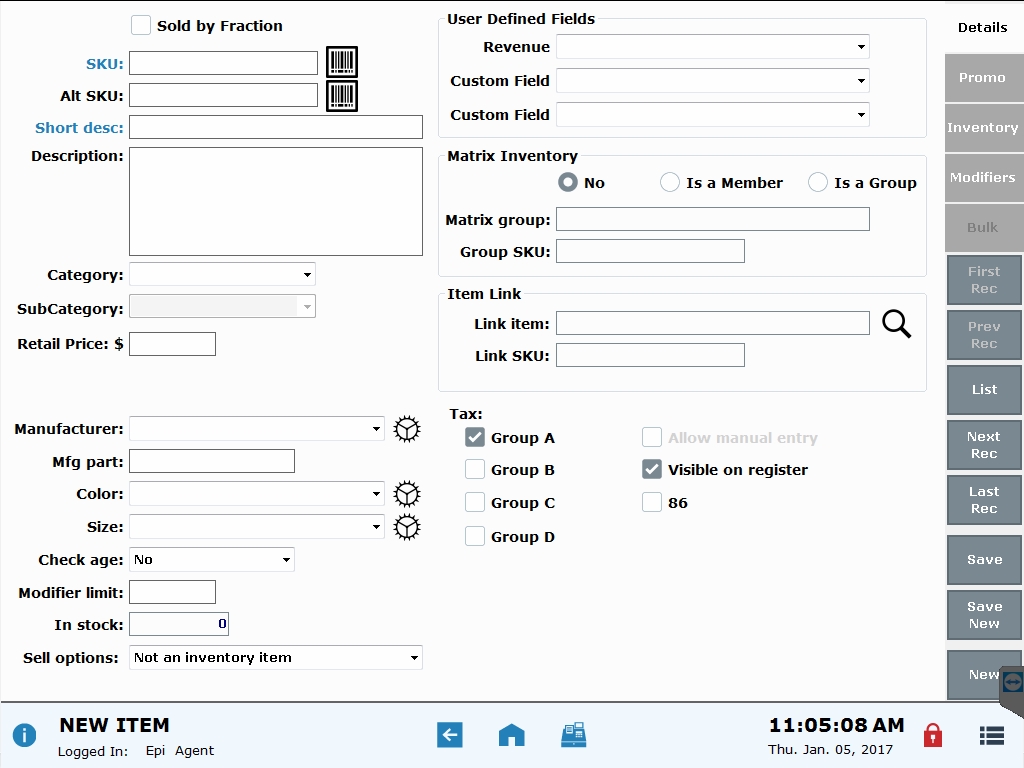 Sold by Fraction
SKU:
Alt SKU:
Short desc:
Description:
Category:
SubCategory:
Retail Price: $
Manufacturer:
Mfg part:
Color:
Size:
Check age: No
Modifier limit:
In stock: 0
Sell options: Not an inventory item
User Defined Fields
Revenue
Custom Field
Custom Field
Matrix Inventory
No Is a Member Is a Group
Matrix group:
Group SKU:
Item Link
Link item:
Link SKU:
Tax:
Group A Allow manual entry
Group B Visible on register
Group C 86
Group D
Details
Promo
Inventory
Modifiers
Bulk
First
Rec
Prev
Rec
List
Next
Rec
Last
Rec
Save
Save
New
New
NEW ITEM
Logged In: Epi Agent
11:05:08 AM
Thu. Jan. 05, 2017